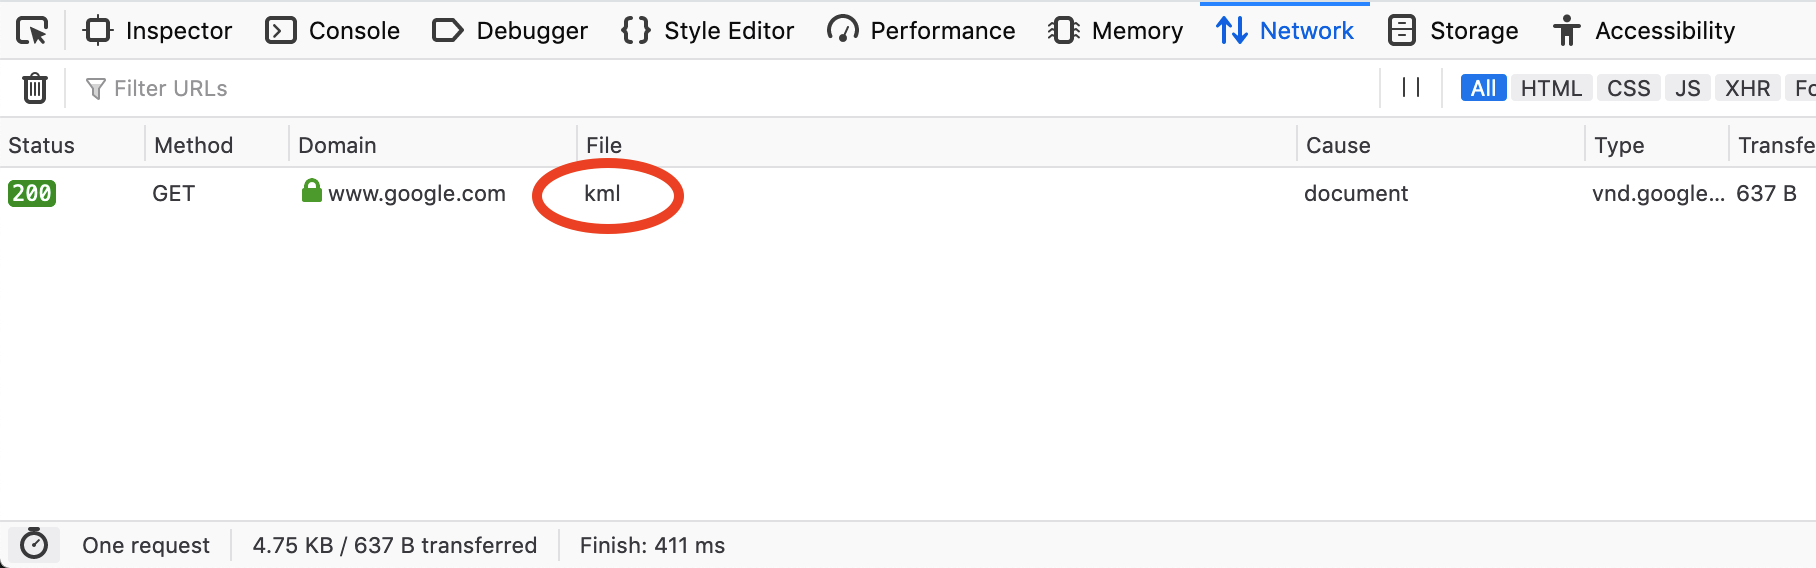 Inspector Console Debugger Style Editor Performance Memory Network Storage Accessibility
Filter URLs All HTML CSS JS XHR Fo
Status Method Domain File Cause Type Transfe
200 GET www.google.com kml document vnd.google... 637 B
One request 4.75 KB / 637 B transferred Finish: 411 ms